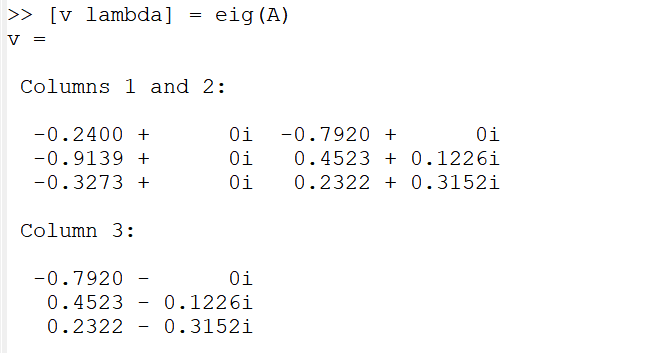 >> [v lambda] = eig(A)
v =
Columns 1 and 2:
-0.2400 + 0i -0.7920 + 0i
-0.9139 + 0i 0.4523 + 0.1226i
-0.3273 + 0i 0.2322 + 0.3152i
Column 3:
-0.7920 - 0i
0.4523 - 0.1226i
0.2322 - 0.3152i